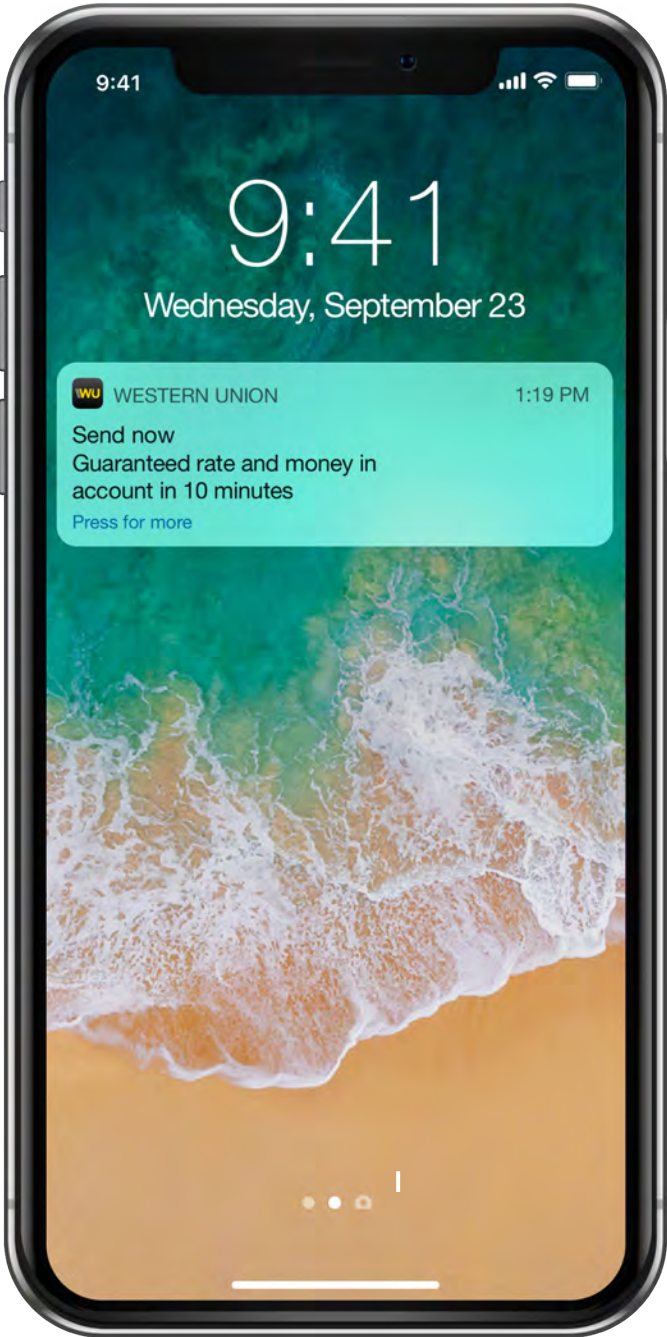 9:41
9:41
Wednesday, September 23
WU WESTERN UNION 1:19 PM
Send now
Guaranteed rate and money in
account in 10 minutes
Press for more